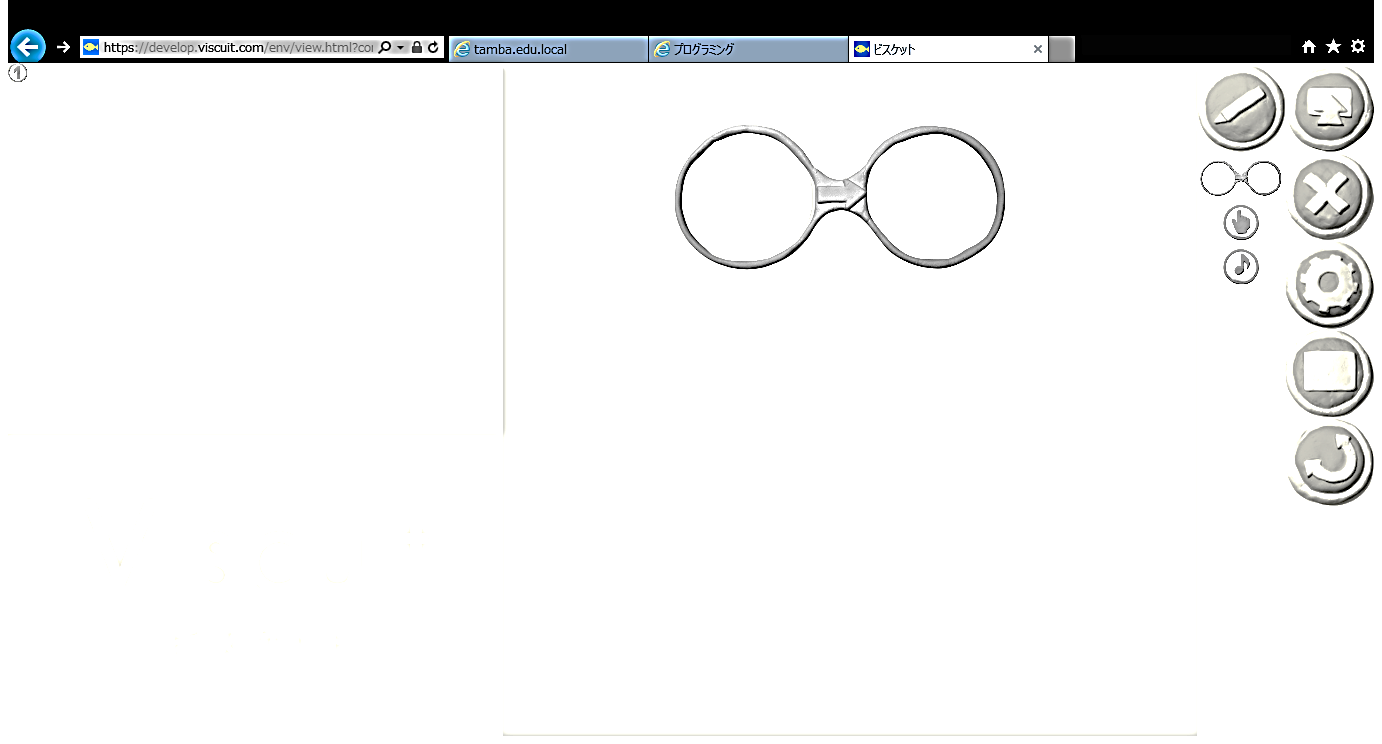 https://develop.viscuit.com/env/view.html?cor
tamba.edu.local
プログラミング
ビスケット
1